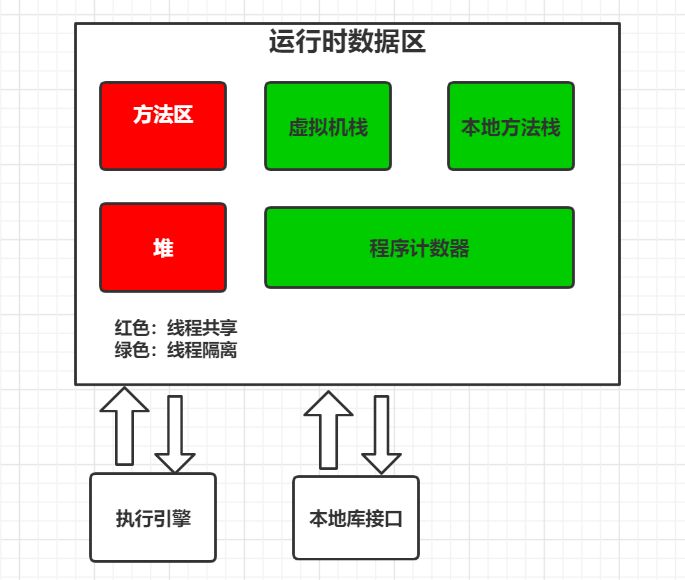 运行时数据区
方法区
虚拟机栈
本地方法栈
堆
程序计数器
红色：线程共享
绿色：线程隔离
执行引擎
本地库接口